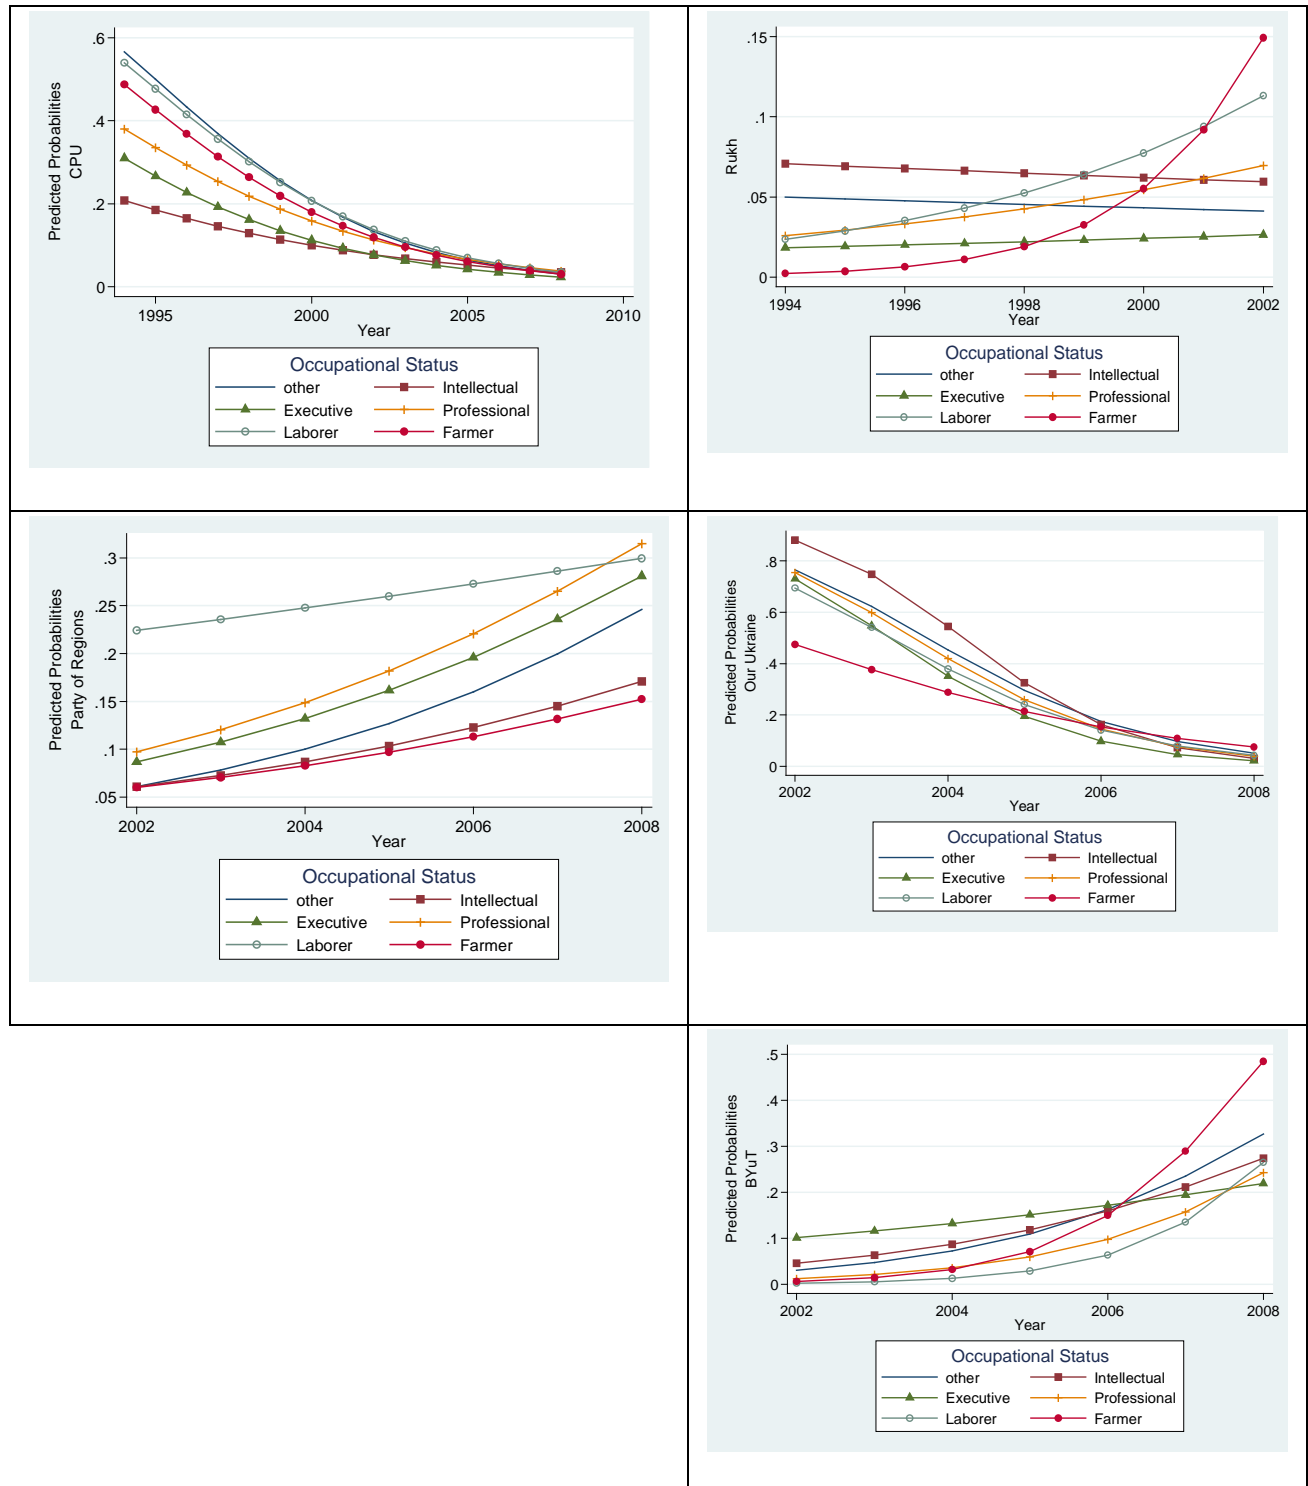 Predicted Probabilities
CPU
.6
.4
.2
0
1995 2000 2005 2010
Year
Occupational Status
other Intellectual
Executive Professional
Laborer Farmer
Rukh
.15
.1
.05
0
1994 1996 1998 2000 2002
Year
Occupational Status
other Intellectual
Executive Professional
Laborer Farmer
Predicted Probabilities
Party of Regions
.3
.25
.2
.15
.1
.05
2002 2004 2006 2008
Year
Occupational Status
other Intellectual
Executive Professional
Laborer Farmer
Predicted Probabilities
Our Ukraine
.8
.6
.4
.2
0
2002 2004 2006 2008
Year
Occupational Status
other Intellectual
Executive Professional
Laborer Farmer
Predicted Probabilities
BYuT
.5
.4
.3
.2
.1
0
2002 2004 2006 2008
Year
Occupational Status
other Intellectual
Executive Professional
Laborer Farmer